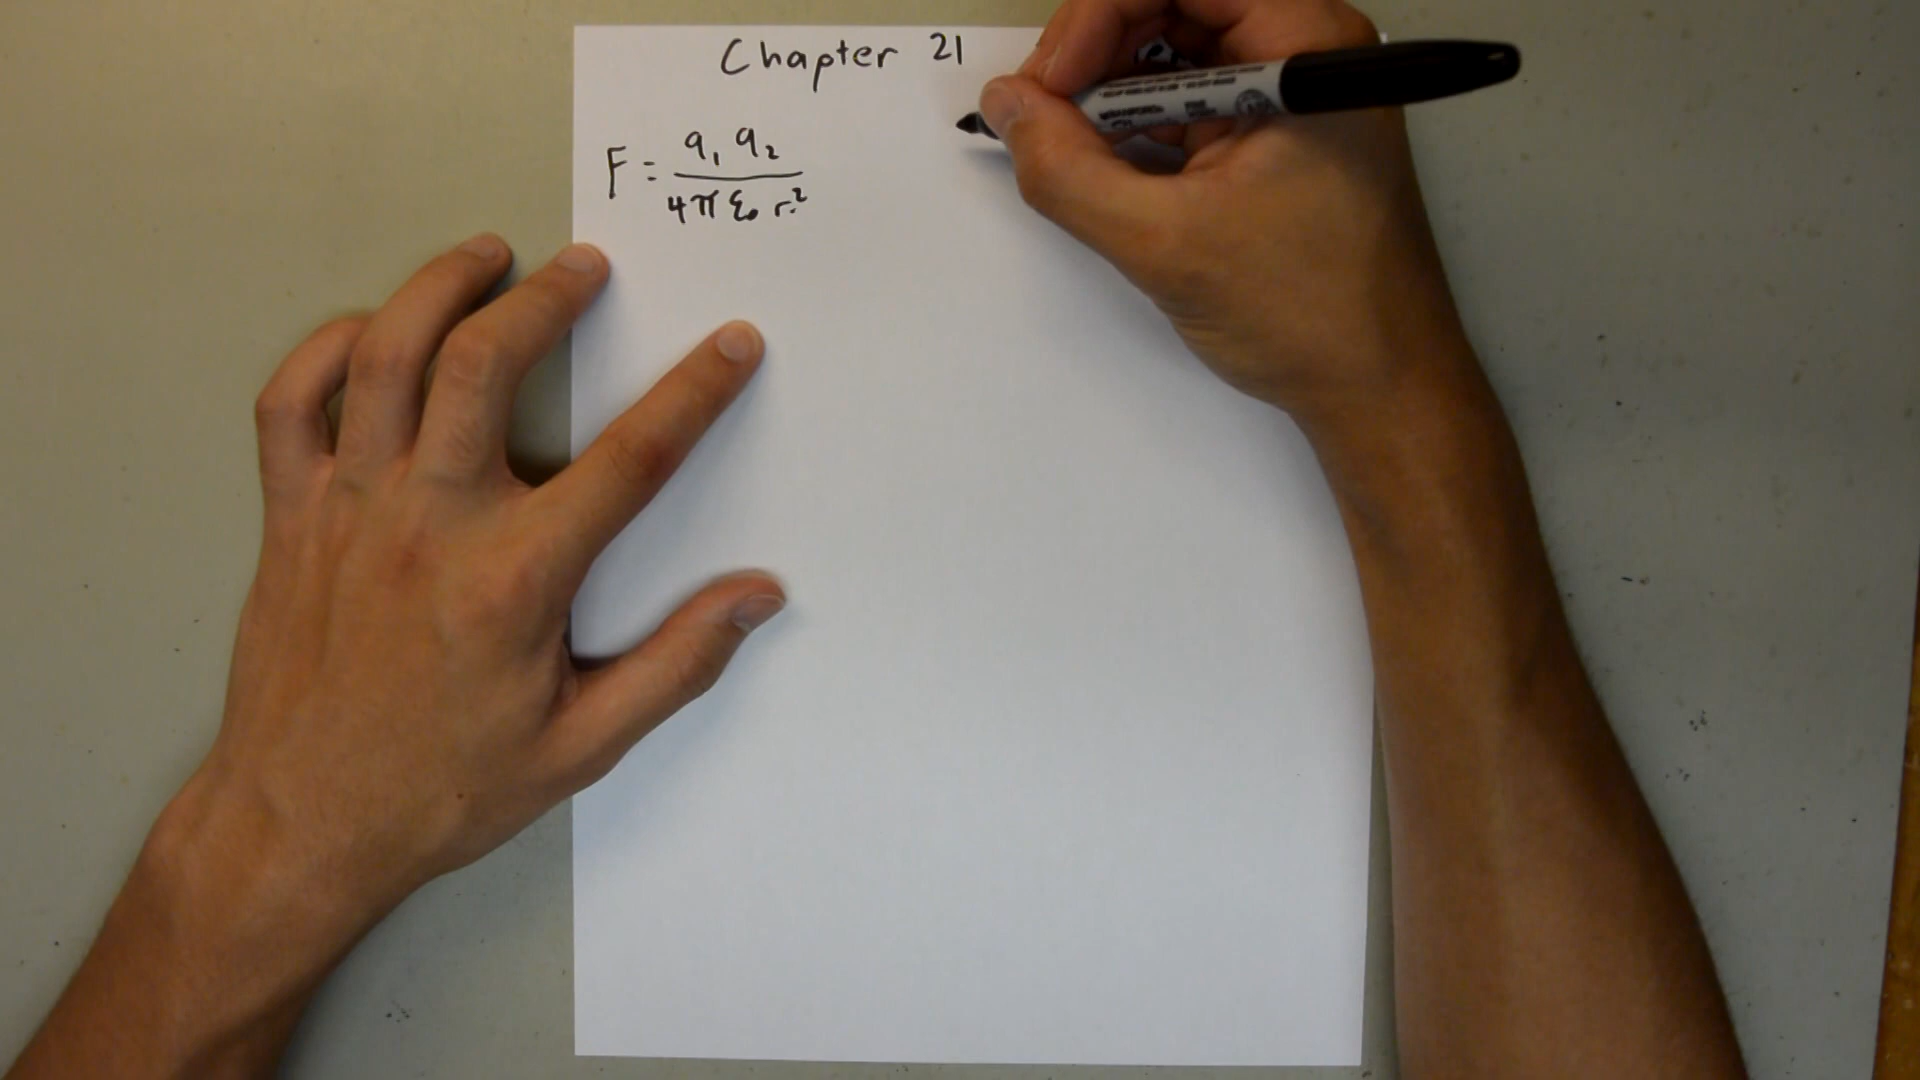 Chapter 21
F = q₁ q₂ / 4π ε₀ r²